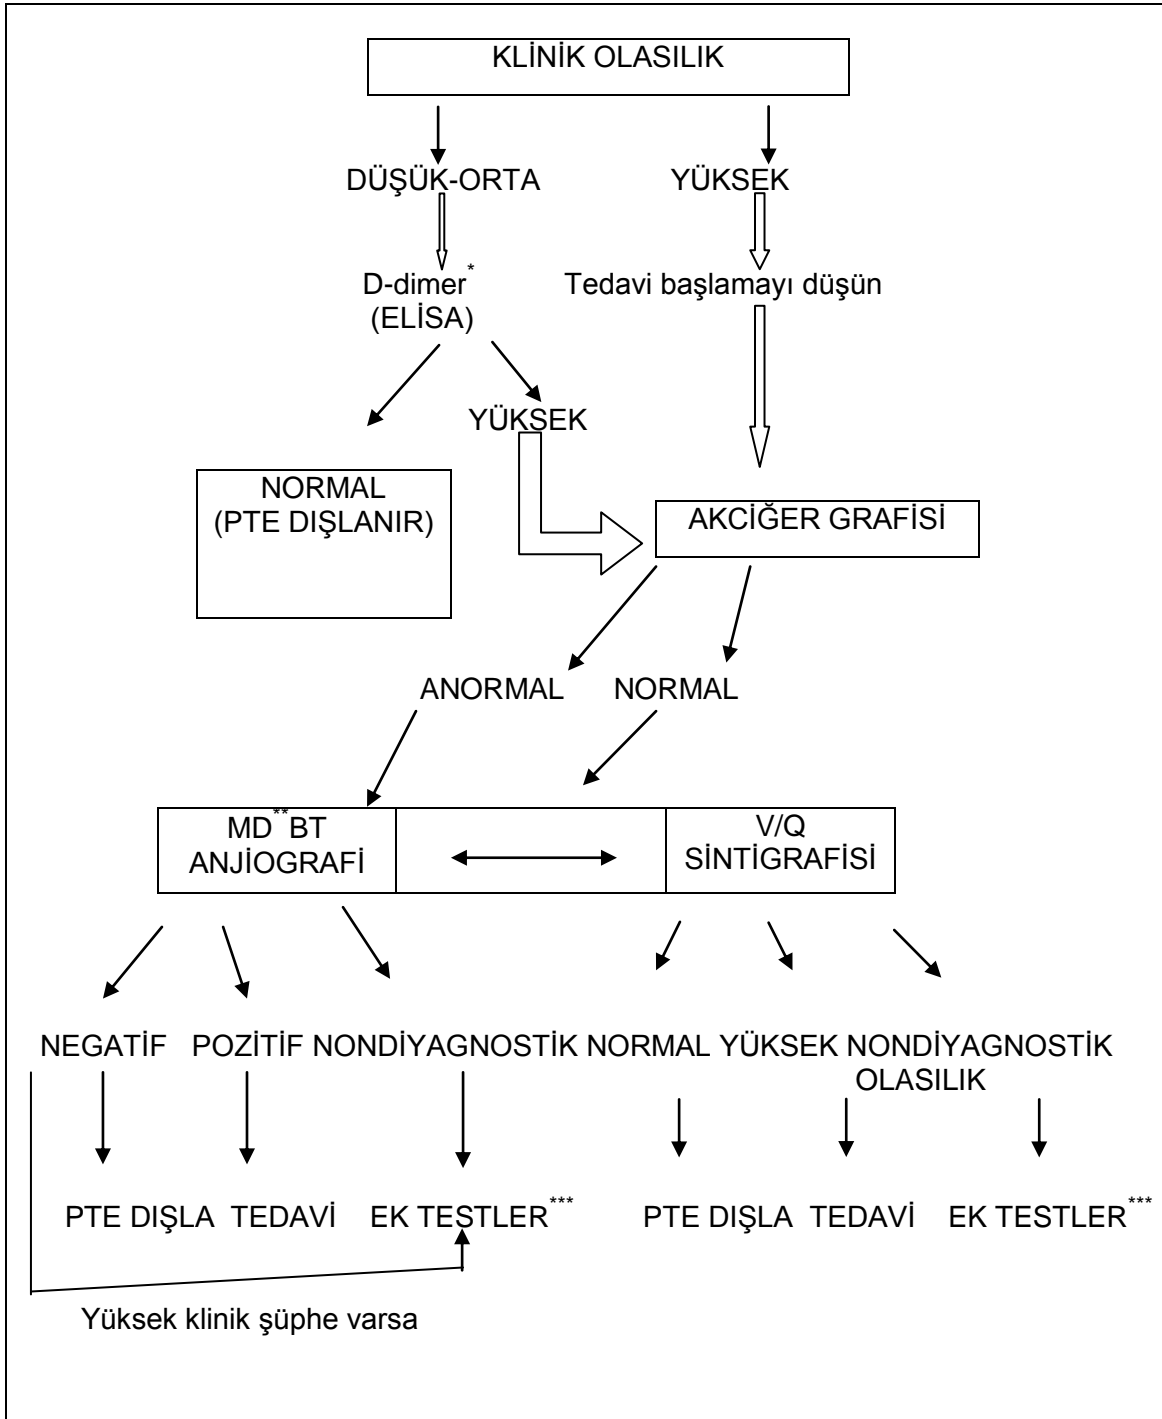 KLİNİK OLASILIK
DÜŞÜK-ORTA YÜKSEK
D-dimer* Tedavi başlamayı düşün
(ELİSA)
YÜKSEK
NORMAL
(PTE DIŞLANIR)
AKCİĞER GRAFİSİ
ANORMAL NORMAL
MD**BT
ANJİOGRAFİ
V/Q
SİNTİGRAFİSİ
NEGATİF POZİTİF NONDİYAGNOSTİK NORMAL YÜKSEK NONDİYAGNOSTİK
OLASILIK
PTE DIŞLA TEDAVİ EK TESTLER*** PTE DIŞLA TEDAVİ EK TESTLER***
Yüksek klinik şüphe varsa